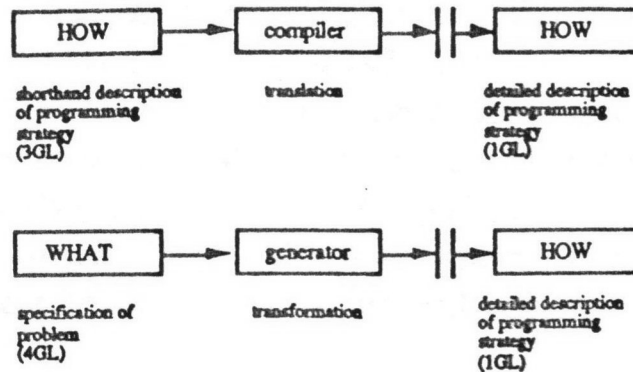 HOW compiler HOW
shorthand description translation detailed description
of programming of programming
strategy strategy
(3GL) (1GL)
WHAT generator HOW
specification of transformation detailed description
problem of programming
(4GL) strategy
(1GL)